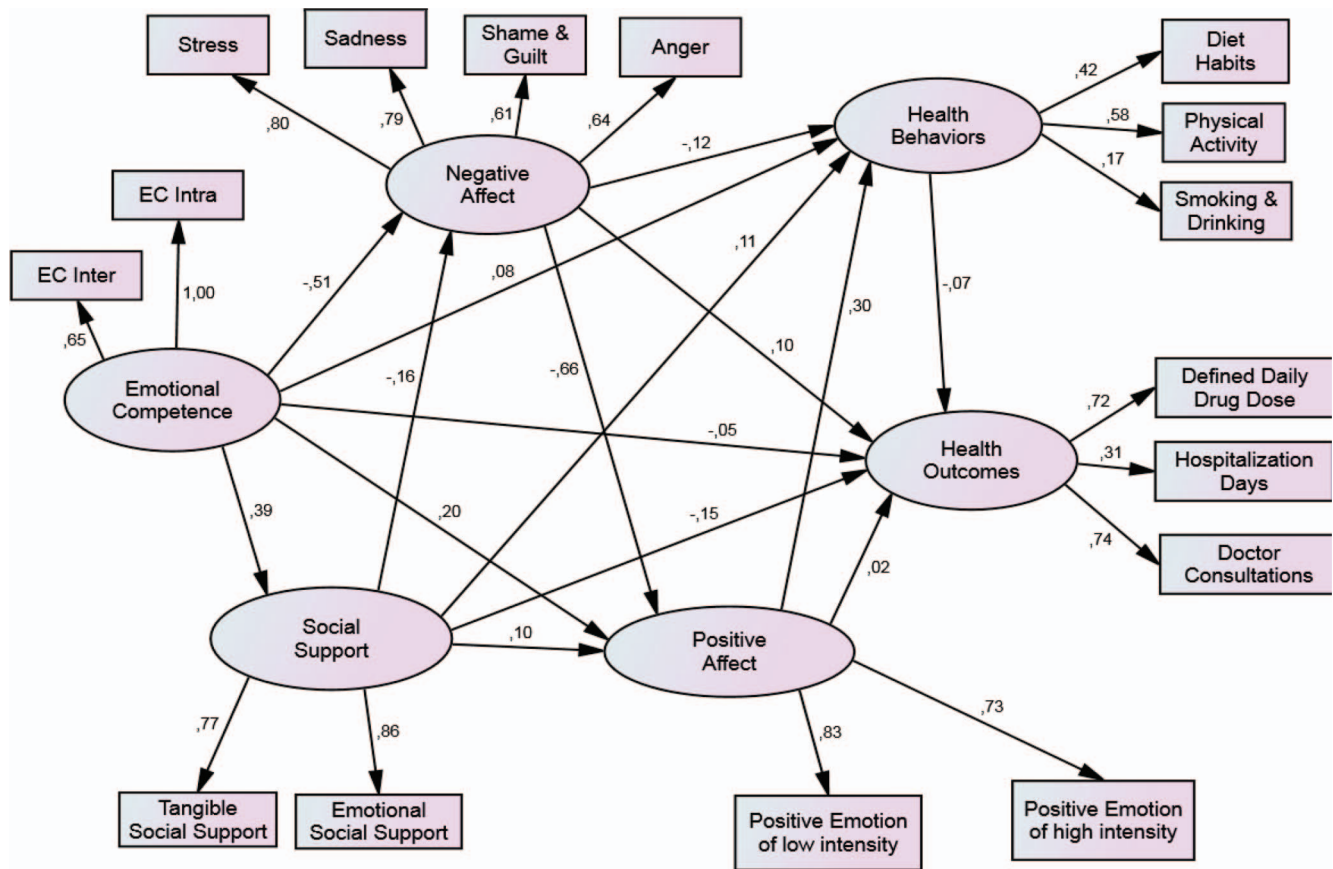 Stress
Sadness
Shame &
Guilt
Anger
Diet
Habits
,42
,80
,79
,61
,64
Health
Behaviors
,58
Physical
Activity
-,12
,17
Negative
Affect
Smoking &
Drinking
EC Intra
EC Inter
,11
,08
-,51
1,00
-,07
,30
,65
,10
-,66
-,16
Emotional
Competence
Defined Daily
Drug Dose
,72
-,05
Health
Outcomes
,31
Hospitalization
Days
,39
,20
-,15
,74
Doctor
Consultations
,02
Social
Support
,10
Positive
Affect
,77
,86
,83
,73
Tangible
Social Support
Emotional
Social Support
Positive Emotion
of low intensity
Positive Emotion
of high intensity